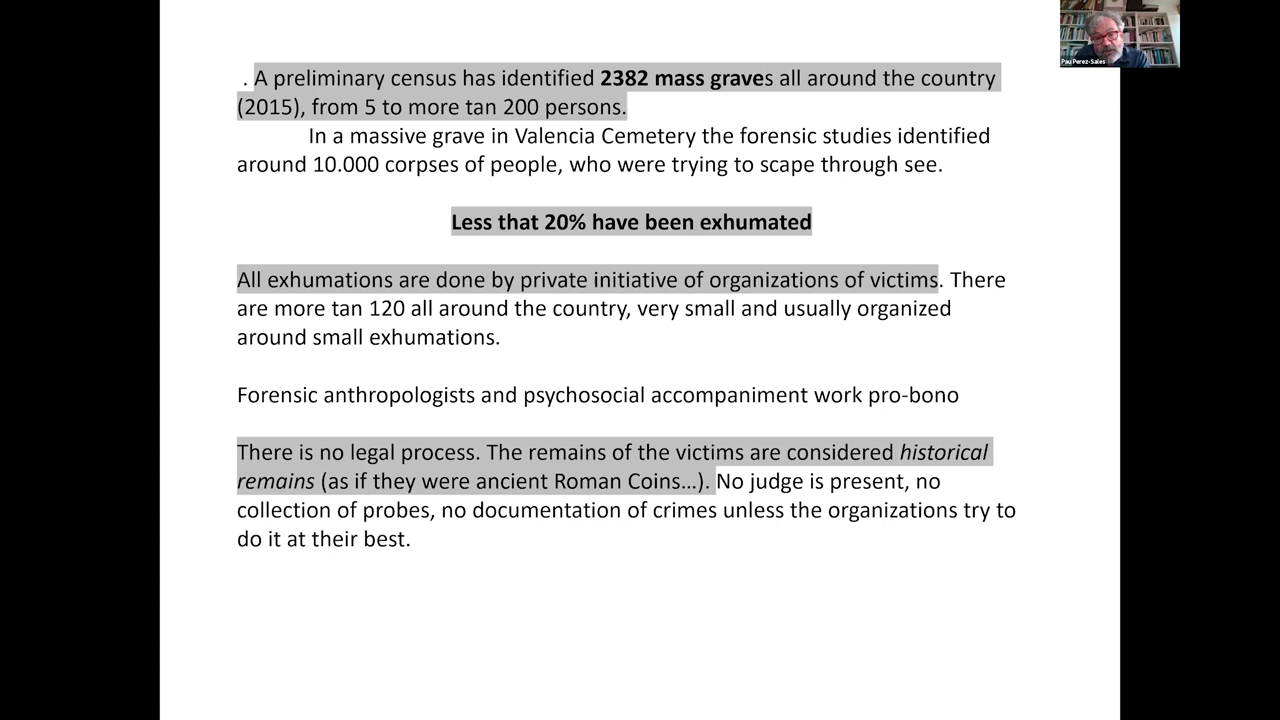 . A preliminary census has identified 2382 mass graves all around the country
(2015), from 5 to more tan 200 persons.
In a massive grave in Valencia Cemetery the forensic studies identified
around 10.000 corpses of people, who were trying to scape through see.
Less that 20% have been exhumated
All exhumations are done by private initiative of organizations of victims. There
are more tan 120 all around the country, very small and usually organized
around small exhumations.
Forensic anthropologists and psychosocial accompaniment work pro-bono
There is no legal process. The remains of the victims are considered historical
remains (as if they were ancient Roman Coins…). No judge is present, no
collection of probes, no documentation of crimes unless the organizations try to
do it at their best.
Pau Perez-Sales